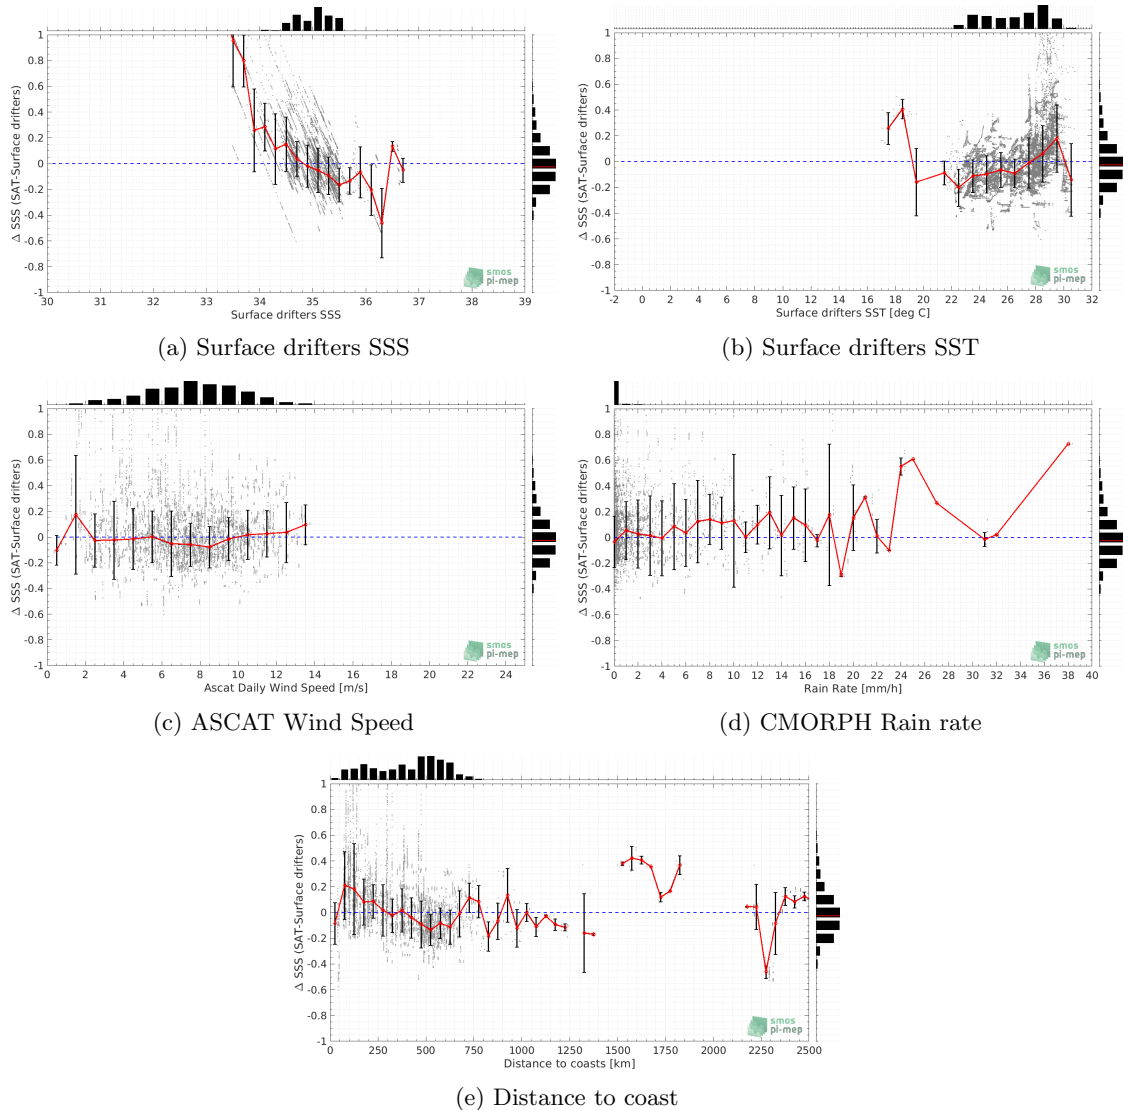 1
0.8
0.6
0.4
0.2
0
-0.2
-0.4
-0.6
-0.8
-1
Δ SSS (SAT-Surface drifters)
smos
pi-mep
30 31 32 33 34 35 36 37 38 39
Surface drifters SSS
(a) Surface drifters SSS
1
0.8
0.6
0.4
0.2
0
-0.2
-0.4
-0.6
-0.8
-1
Δ SSS (SAT-Surface drifters)
smos
pi-mep
-2 0 2 4 6 8 10 12 14 16 18 20 22 24 26 28 30 32
Surface drifters SST [deg C]
(b) Surface drifters SST
1
0.8
0.6
0.4
0.2
0
-0.2
-0.4
-0.6
-0.8
-1
Δ SSS (SAT-Surface drifters)
smos
pi-mep
0 2 4 6 8 10 12 14 16 18 20 22 24
Ascat Daily Wind Speed [m/s]
(c) ASCAT Wind Speed
1
0.8
0.6
0.4
0.2
0
-0.2
-0.4
-0.6
-0.8
-1
Δ SSS (SAT-Surface drifters)
smos
pi-mep
0 2 4 6 8 10 12 14 16 18 20 22 24 26 28 30 32 34 36 38 40
Rain Rate [mm/h]
(d) CMORPH Rain rate
1
0.8
0.6
0.4
0.2
0
-0.2
-0.4
-0.6
-0.8
-1
Δ SSS (SAT-Surface drifters)
smos
pi-mep
0 250 500 750 1000 1250 1500 1750 2000 2250 2500
Distance to coasts [km]
(e) Distance to coast